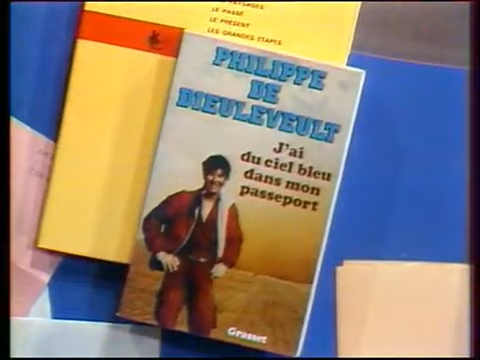 PAYSAGES
LE PASSÉ
LE PRÉSENT
LES GRANDES ÉTAPES
PHILIPPE
DE
DIEULEVEULT
J'ai
du ciel bleu
dans mon
passeport
Grasset